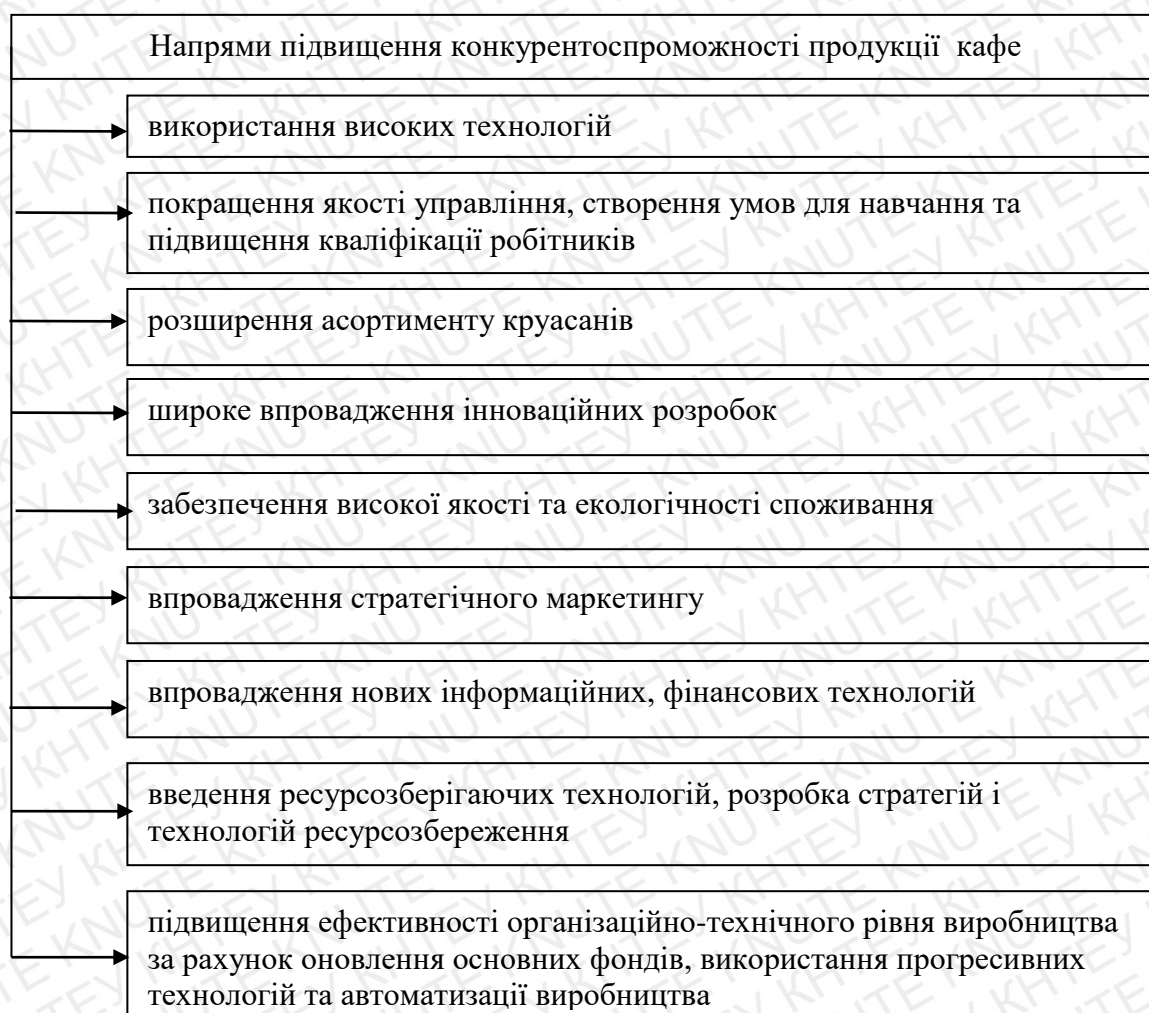 Напрями підвищення конкурентоспроможності продукції кафе
використання високих технологій
покращення якості управління, створення умов для навчання та
підвищення кваліфікації робітників
розширення асортименту круасанів
широке впровадження інноваційних розробок
забезпечення високої якості та екологічності споживання
впровадження стратегічного маркетингу
впровадження нових інформаційних, фінансових технологій
введення ресурсозберігаючих технологій, розробка стратегій і
технологій ресурсозбереження
підвищення ефективності організаційно-технічного рівня виробництва
за рахунок оновлення основних фондів, використання прогресивних
технологій та автоматизації виробництва